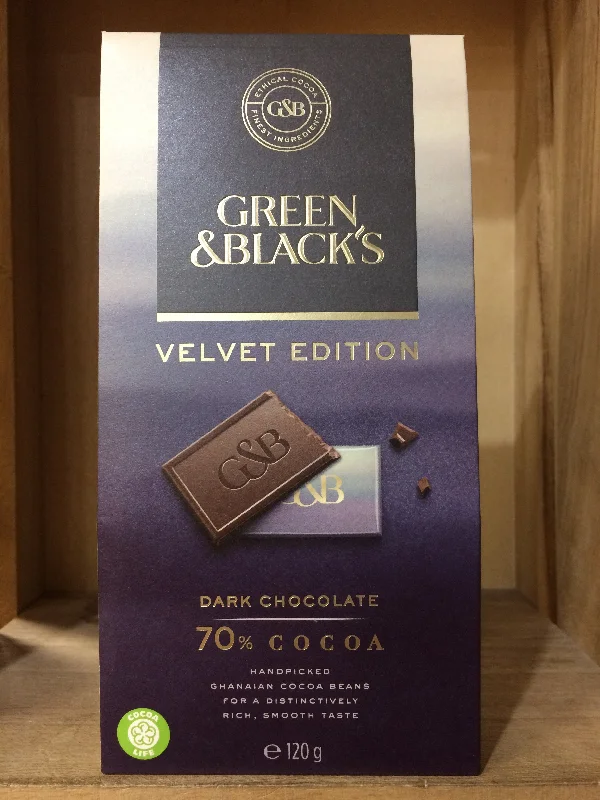 ETHICAL COCOA
G&B
FINEST INGREDIENTS
GREEN
&BLACK'S
VELVET EDITION
G&B
G&B
DARK CHOCOLATE
70% COCOA
HANDPICKED
GHANAIAN COCOA BEANS
FOR A DISTINCTIVELY
RICH, SMOOTH TASTE
COCOA
LIFE
℮ 120 g